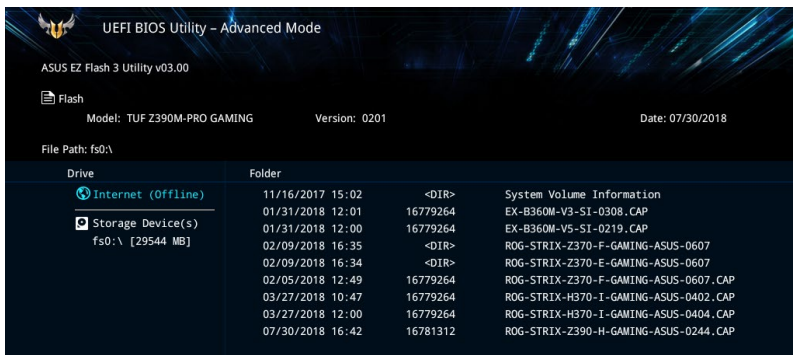 UEFI BIOS Utility – Advanced Mode
ASUS EZ Flash 3 Utility v03.00
Flash
Model: TUF Z390M-PRO GAMING Version: 0201 Date: 07/30/2018
File Path: fs0:\
Drive Folder
Internet (Offline) 11/16/2017 15:02 <DIR> System Volume Information
01/31/2018 12:01 16779264 EX-B360M-V3-SI-0308.CAP
Storage Device(s) 01/31/2018 12:00 16779264 EX-B360M-V5-SI-0219.CAP
fs0:\ [29544 MB] 02/09/2018 16:35 <DIR> ROG-STRIX-Z370-F-GAMING-ASUS-0607
02/09/2018 16:34 <DIR> ROG-STRIX-Z370-E-GAMING-ASUS-0607
02/05/2018 12:49 16779264 ROG-STRIX-Z370-F-GAMING-ASUS-0607.CAP
03/27/2018 10:47 16779264 ROG-STRIX-H370-I-GAMING-ASUS-0402.CAP
03/27/2018 12:00 16779264 ROG-STRIX-H370-I-GAMING-ASUS-0404.CAP
07/30/2018 16:42 16781312 ROG-STRIX-Z390-H-GAMING-ASUS-0244.CAP